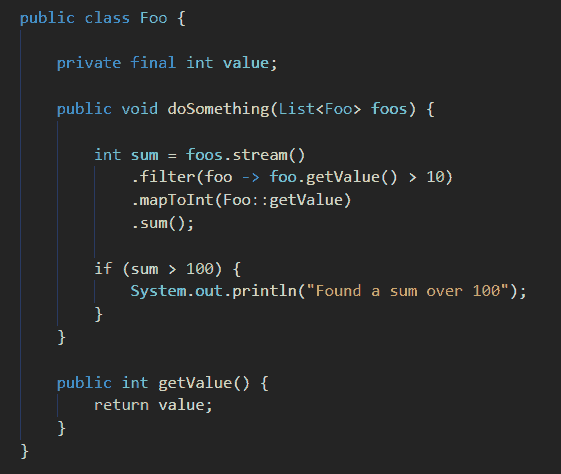 public class Foo {
private final int value;
public void doSomething(List<Foo> foos) {
int sum = foos.stream()
.filter(foo -> foo.getValue() > 10)
.mapToInt(Foo::getValue)
.sum();
if (sum > 100) {
System.out.println("Found a sum over 100");
}
}
public int getValue() {
return value;
}
}